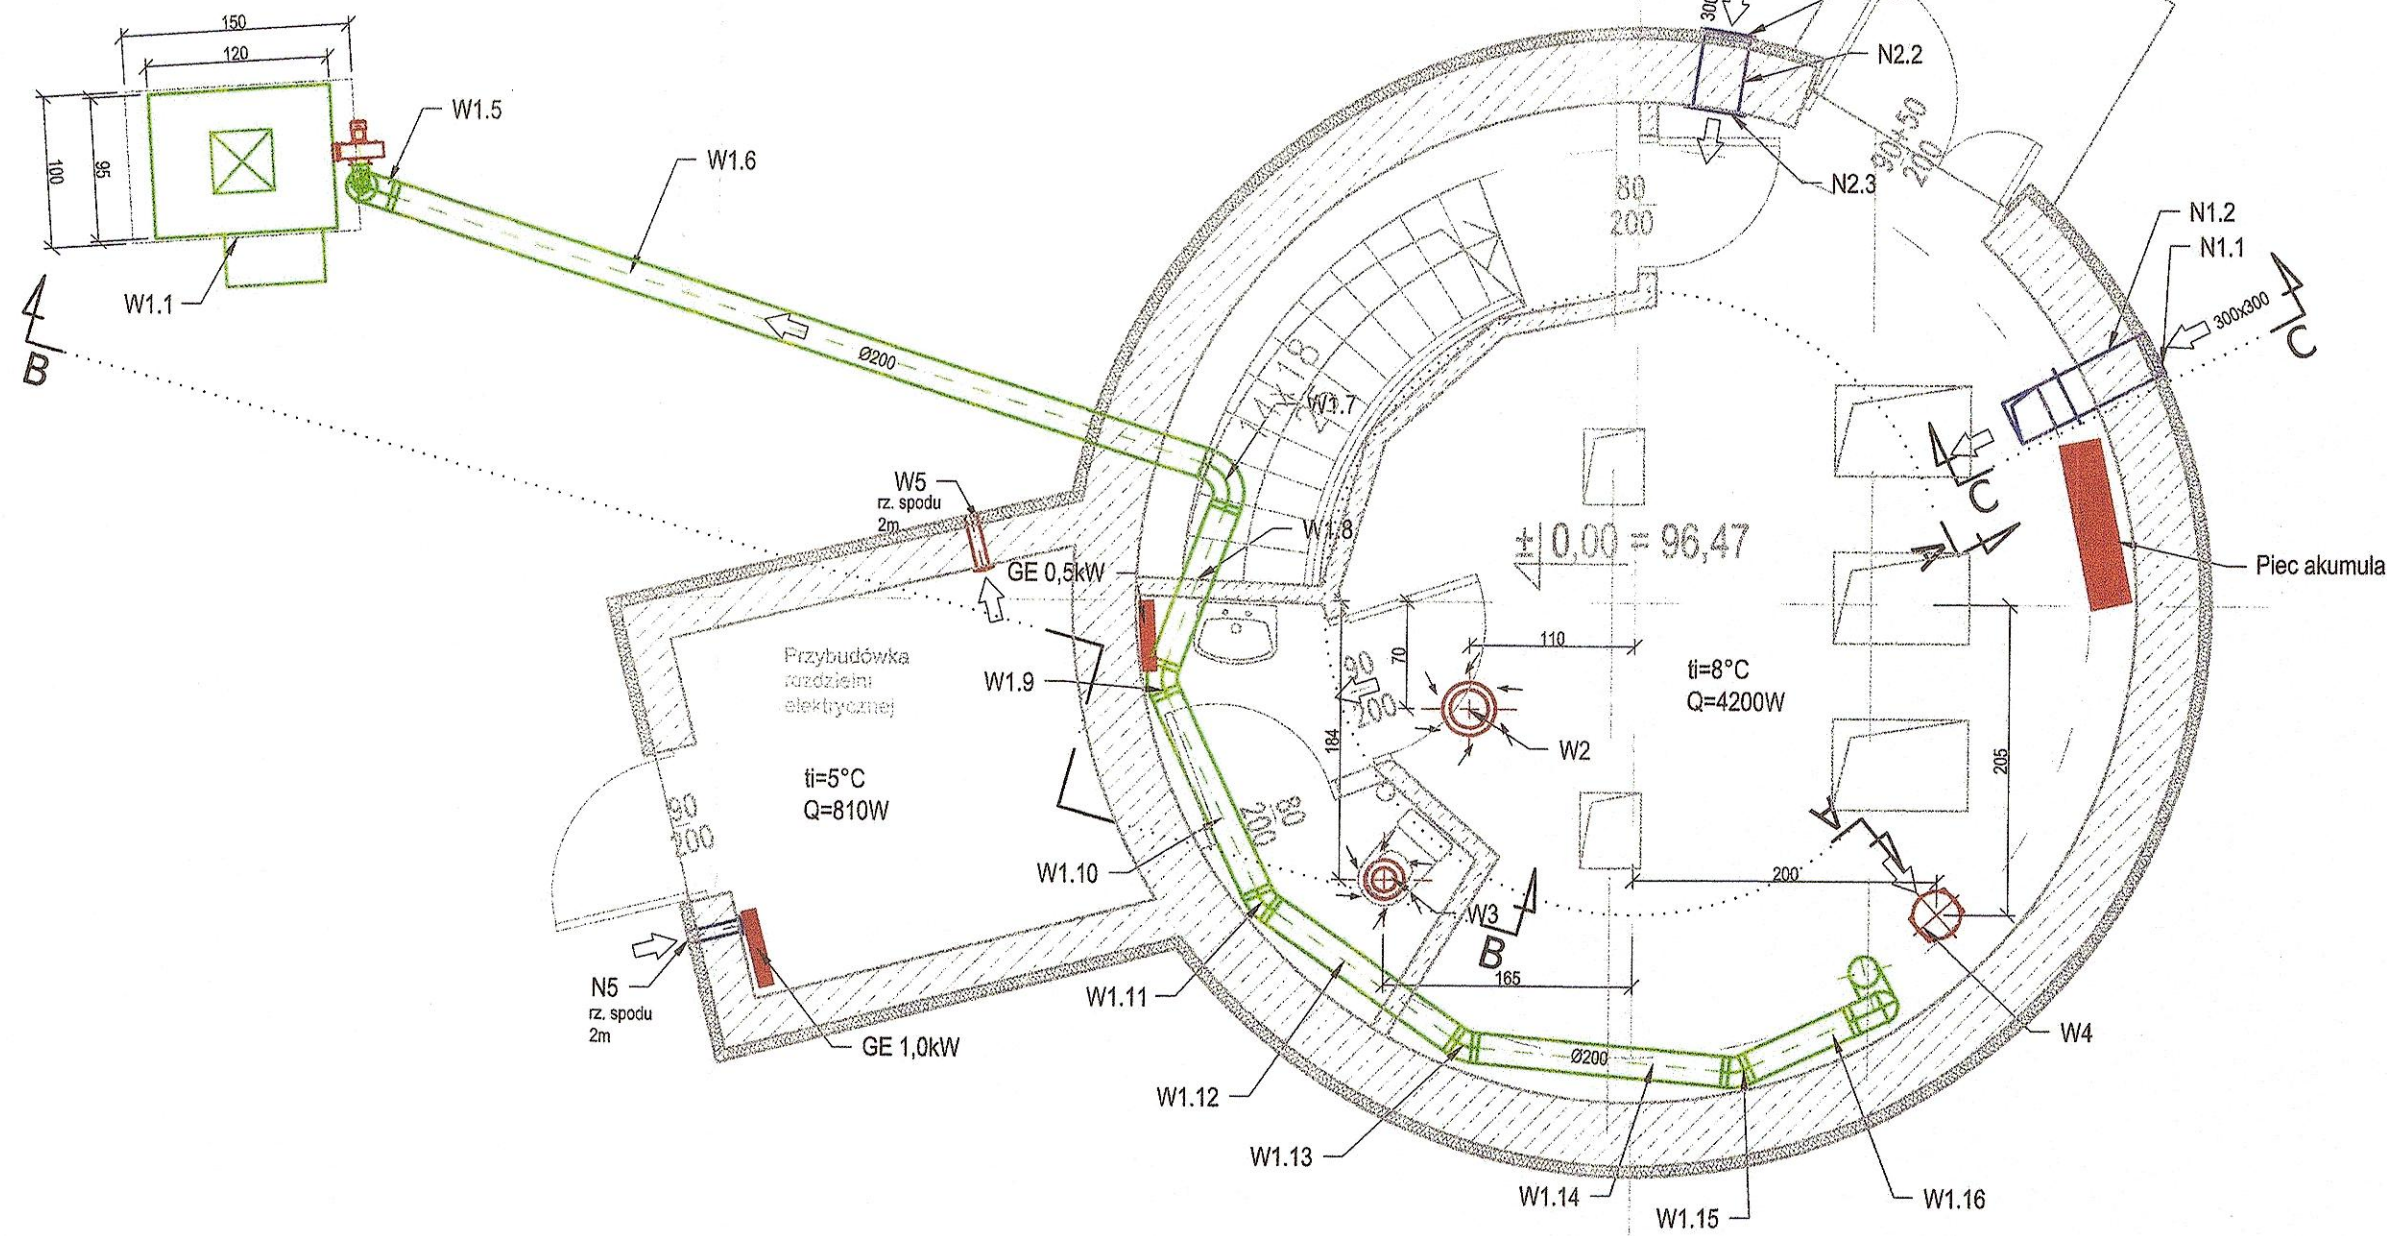 150
120
100
95
W1.5
W1.6
W1.1
B
Ø200
300
N2.2
N2.3
90+50
200
80
200
N1.2
N1.1
300x300
C
C
14x18
W1.7
W1.8
W5
rz. spodu
2m
GE 0,5kW
±0,00 = 96,47
A
Piec akumula
Przybudówka
rozdzielni
elektrycznej
ti=5°C
Q=810W
90
200
W1.9
W1.10
80
200
90
200
70
110
184
W2
ti=8°C
Q=4200W
205
A
200
W3
B
165
W4
N5
rz. spodu
2m
GE 1,0kW
W1.11
W1.12
W1.13
Ø200
W1.14
W1.15
W1.16